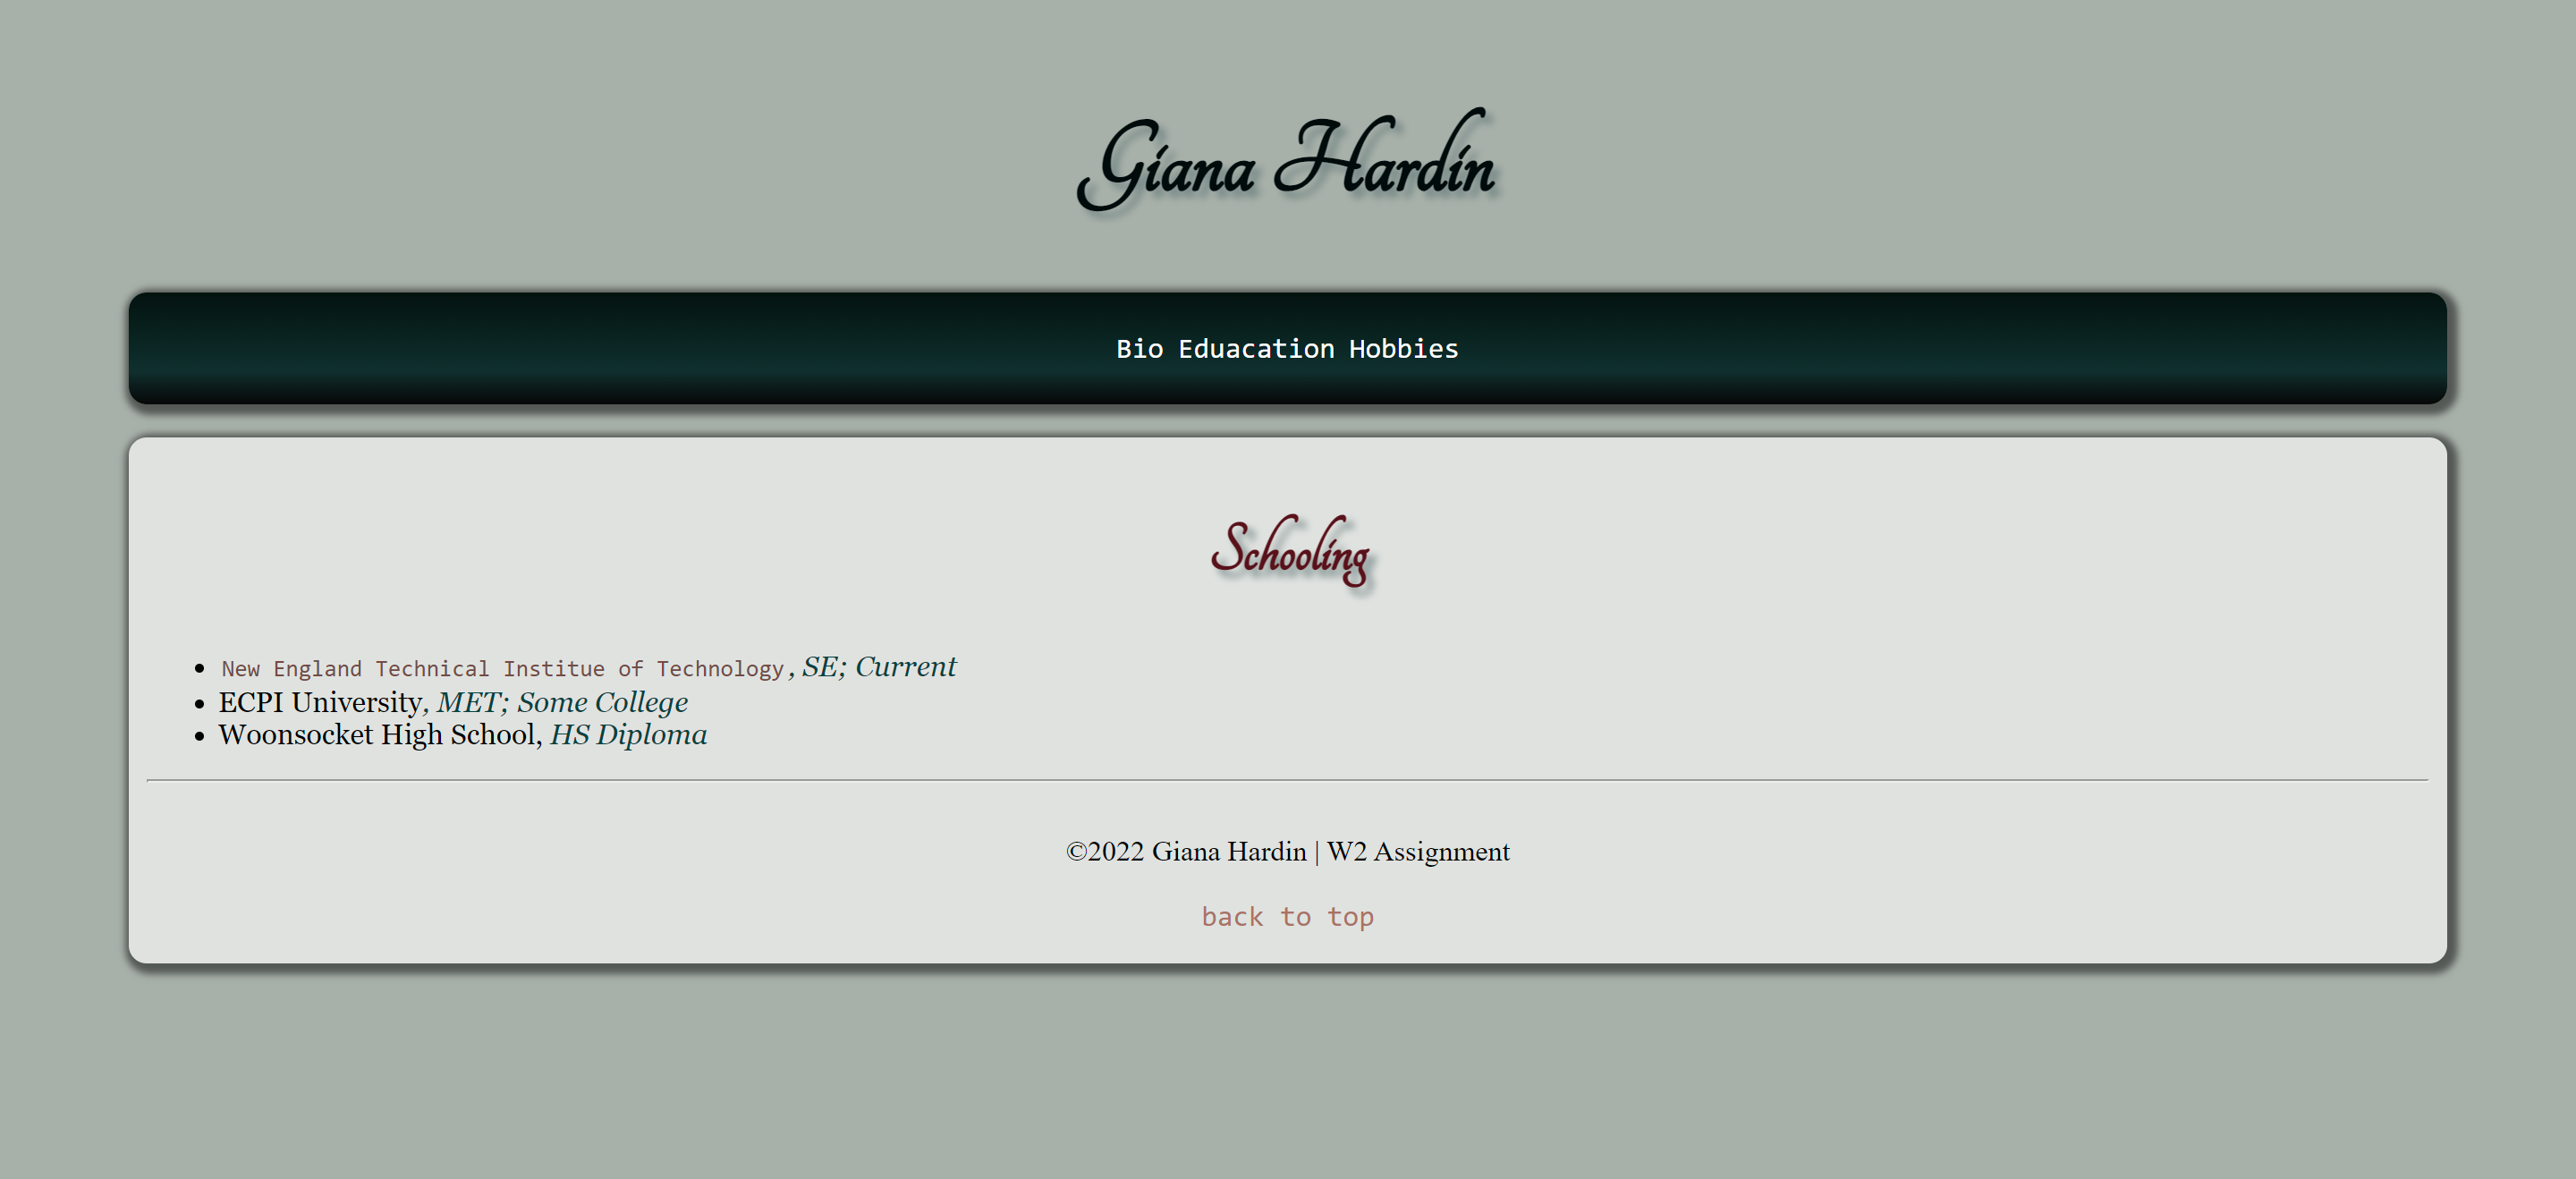 Giana Hardin
Bio Eduacation Hobbies
Schooling
• New England Technical Institue of Technology, SE; Current
• ECPI University, MET; Some College
• Woonsocket High School, HS Diploma
©2022 Giana Hardin | W2 Assignment
back to top